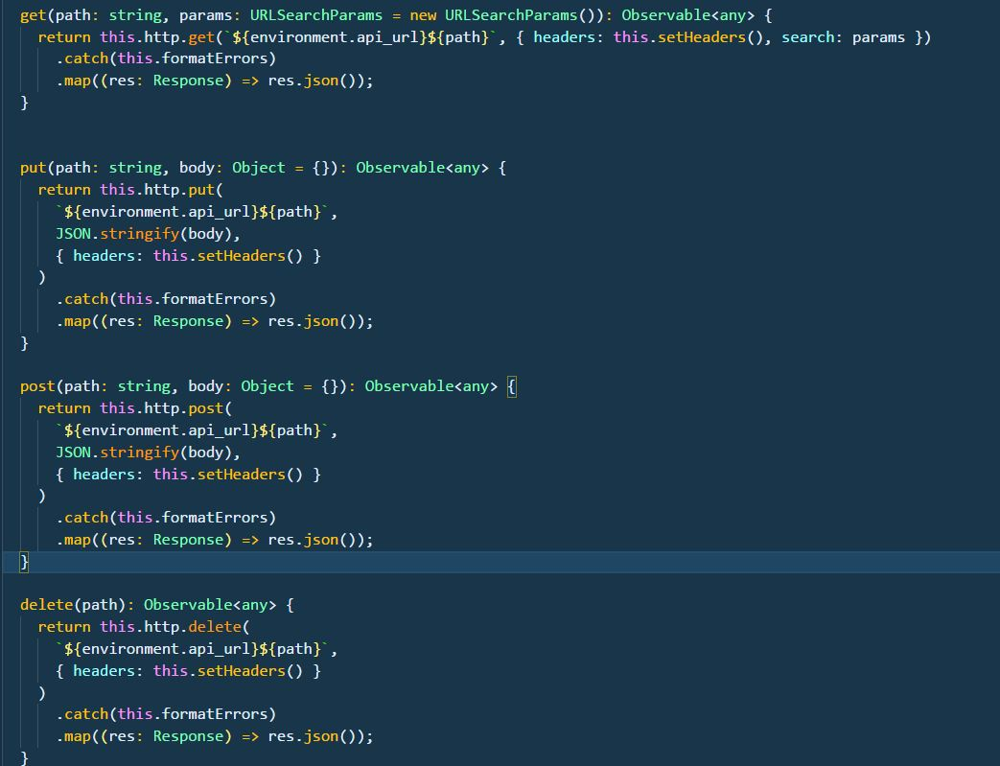 get(path: string, params: URLSearchParams = new URLSearchParams()): Observable<any> {
  return this.http.get(`${environment.api_url}${path}`, { headers: this.setHeaders(), search: params })
    .catch(this.formatErrors)
    .map((res: Response) => res.json());
}
put(path: string, body: Object = {}): Observable<any> {
  return this.http.put(
    `${environment.api_url}${path}`,
    JSON.stringify(body),
    { headers: this.setHeaders() }
  )
    .catch(this.formatErrors)
    .map((res: Response) => res.json());
}
post(path: string, body: Object = {}): Observable<any> {
  return this.http.post(
    `${environment.api_url}${path}`,
    JSON.stringify(body),
    { headers: this.setHeaders() }
  )
    .catch(this.formatErrors)
    .map((res: Response) => res.json());
}
delete(path): Observable<any> {
  return this.http.delete(
    `${environment.api_url}${path}`,
    { headers: this.setHeaders() }
  )
    .catch(this.formatErrors)
    .map((res: Response) => res.json());
}